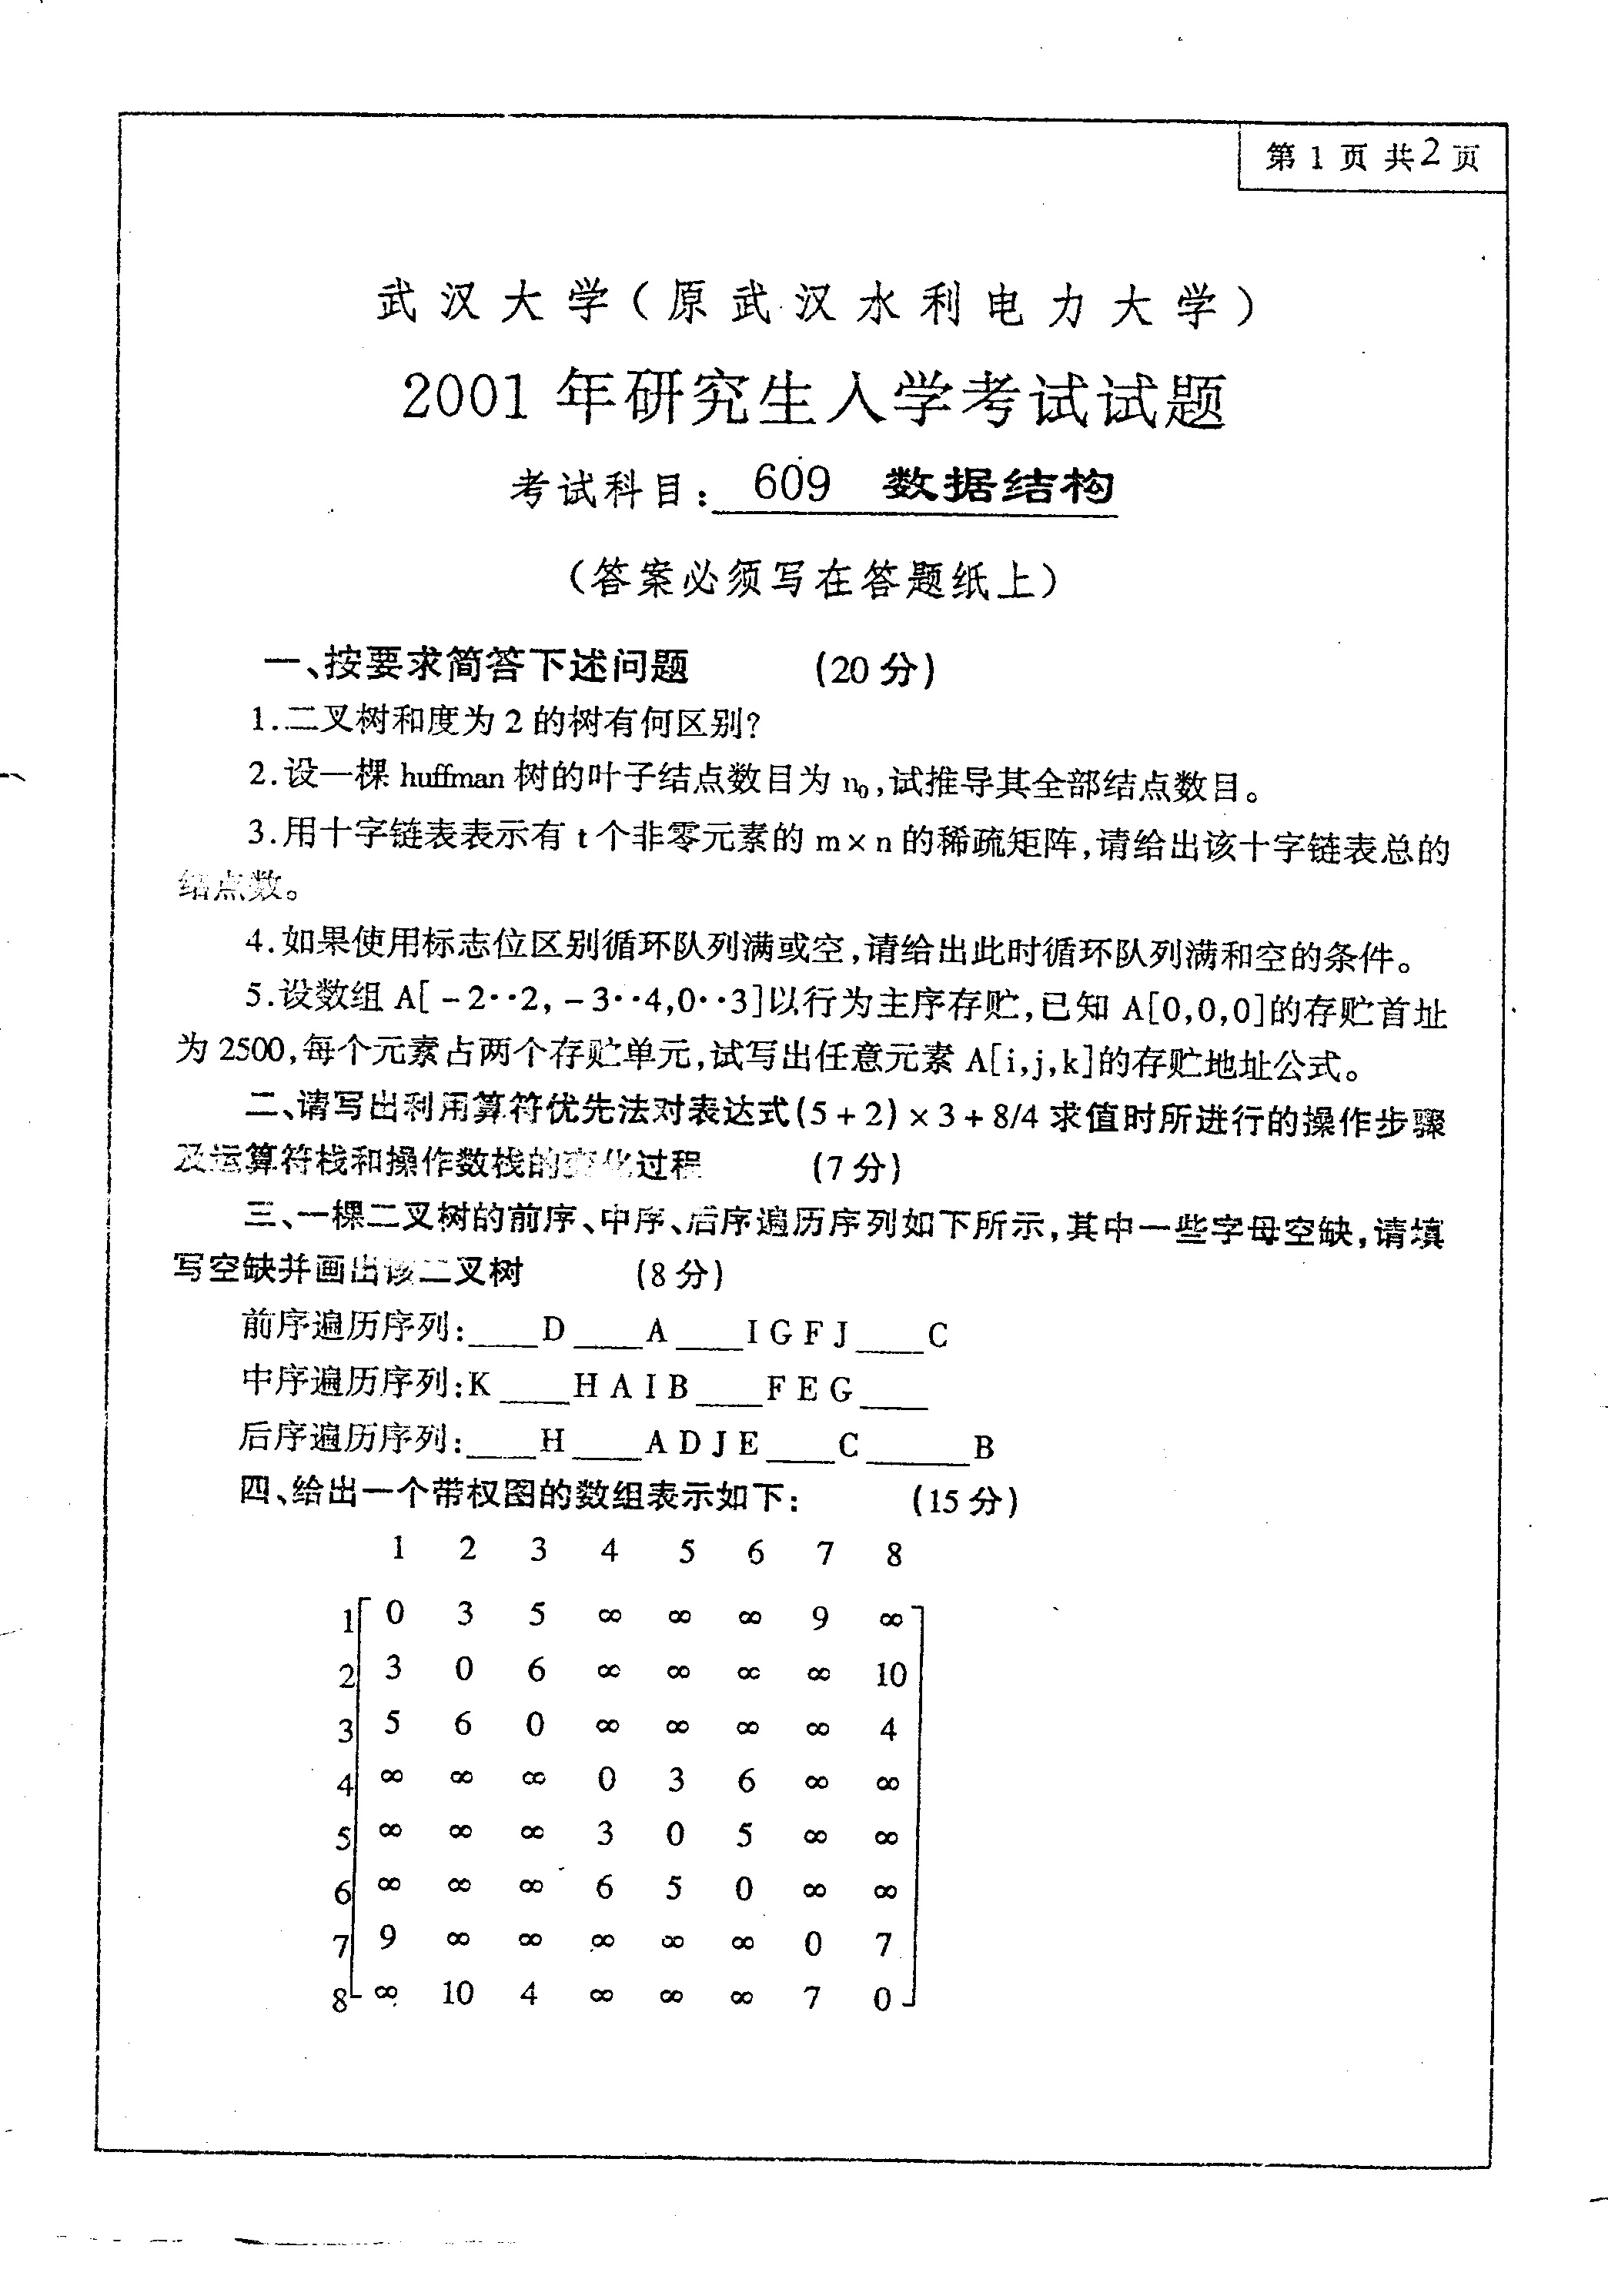 第 1 页 共2页
武汉大学(原武汉水利电力大学)
2001 年研究生入学考试试题
考试科目: 609 数据结构
(答案必须写在答题纸上)
一、按要求简答下述问题 (20 分)
1.二叉树和度为 2 的树有何区别?
2.设一棵 huffman 树的叶子结点数目为 n₀,试推导其全部结点数目。
3.用十字链表表示有 t 个非零元素的 m×n 的稀疏矩阵,请给出该十字链表总的
结点数。
4.如果使用标志位区别循环队列满或空,请给出此时循环队列满和空的条件。
5.设数组 A[-2··2,-3··4,0··3]以行为主序存贮,已知 A[0,0,0]的存贮首址
为 2500,每个元素占两个存贮单元,试写出任意元素 A[i,j,k]的存贮地址公式。
二、请写出利用算符优先法对表达式(5+2)×3+8/4 求值时所进行的操作步骤
及运算符栈和操作数栈的变化过程 (7 分)
三、一棵二叉树的前序、中序、后序遍历序列如下所示,其中一些字母空缺,请填
写空缺并画出该二叉树 (8 分)
前序遍历序列:____D____A____I G F J____C
中序遍历序列:K____H A I B____F E G____
后序遍历序列:____H____A D J E____C______B
四、给出一个带权图的数组表示如下: (15 分)
1 2 3 4 5 6 7 8
1 0 3 5 ∞ ∞ ∞ 9 ∞
2 3 0 6 ∞ ∞ ∞ ∞ 10
3 5 6 0 ∞ ∞ ∞ ∞ 4
4 ∞ ∞ ∞ 0 3 6 ∞ ∞
5 ∞ ∞ ∞ 3 0 5 ∞ ∞
6 ∞ ∞ ∞ 6 5 0 ∞ ∞
7 9 ∞ ∞ ∞ ∞ ∞ 0 7
8 ∞ 10 4 ∞ ∞ ∞ 7 0